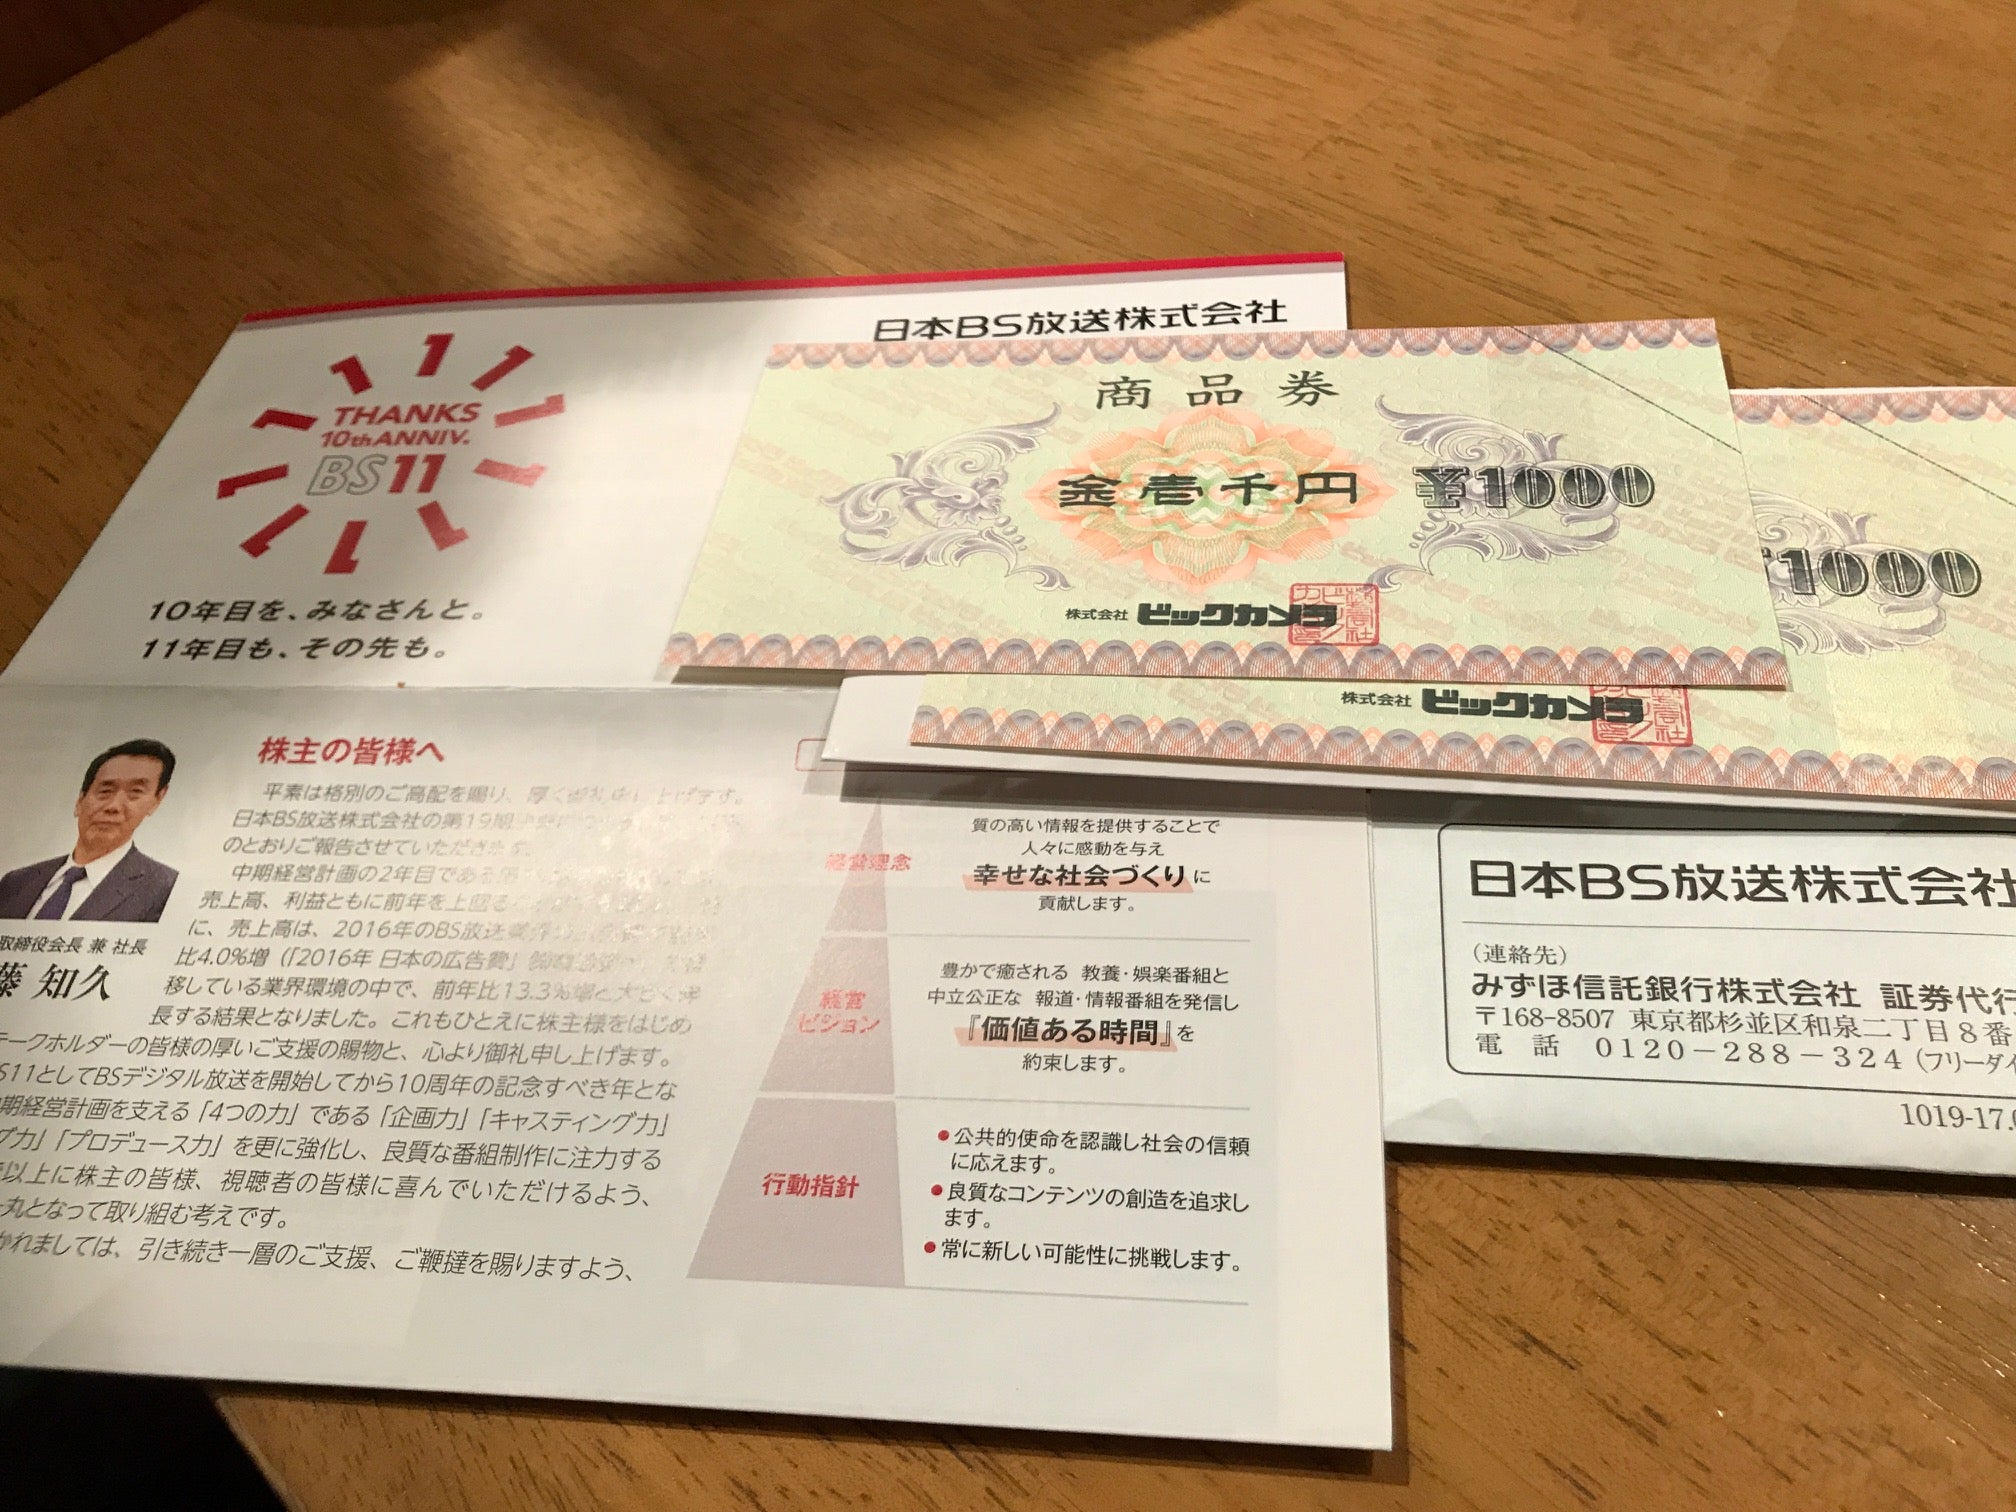 日本BS放送株式会社
THANKS
10thANNIV.
BS11
10年目を、みなさんと。
11年目も、その先も。
商品券
金壱千円 ¥1000
株式会社 ビックカメラ
1000
株式会社 ビックカメラ
株主の皆様へ
平素は格別のご高配を賜り、厚く御礼申し上げます。
日本BS放送株式会社の第19期
のとおりご報告させていただきます。
中期経営計画の2年目である
売上高、利益ともに前年を上回る
に、売上高は、2016年のBS放送業界
比4.0%増(「2016年 日本の広告費」
移している業界環境の中で、前年比13.3%増と大きく
長する結果となりました。これもひとえに株主様をはじめ
テークホルダーの皆様の厚いご支援の賜物と、心より御礼申し上げます。
S11としてBSデジタル放送を開始してから10周年の記念すべき年とな
期経営計画を支える「4つの力」である「企画力」「キャスティング力」
グ力」「プロデュース力」を更に強化し、良質な番組制作に注力する
以上に株主の皆様、視聴者の皆様に喜んでいただけるよう、
丸となって取り組む考えです。
かれましては、引き続き一層のご支援、ご鞭撻を賜りますよう、
取締役会長 兼 社長
藤 知久
経営理念
質の高い情報を提供することで
人々に感動を与え
幸せな社会づくりに
貢献します。
経営
ビジョン
豊かで癒される 教養・娯楽番組と
中立公正な 報道・情報番組を発信し
『価値ある時間』を
約束します。
行動指針
●公共的使命を認識し社会の信頼
に応えます。
●良質なコンテンツの創造を追求し
ます。
●常に新しい可能性に挑戦します。
日本BS放送株式会社
(連絡先)
みずほ信託銀行株式会社 証券代行
〒168-8507 東京都杉並区和泉二丁目8番
電 話 0120-288-324(フリーダイ
1019-17.